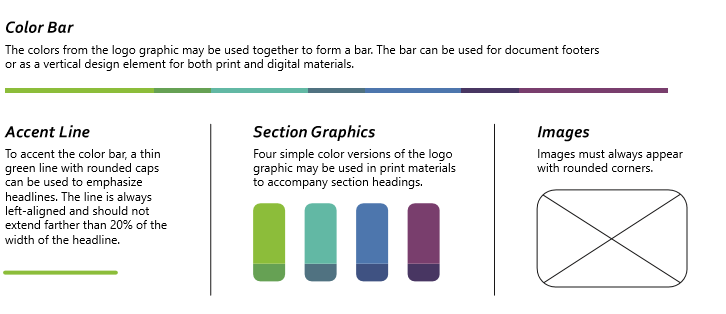 Color Bar
The colors from the logo graphic may be used together to form a bar. The bar can be used for document footers
or as a vertical design element for both print and digital materials.
Accent Line
To accent the color bar, a thin
green line with rounded caps
can be used to emphasize
headlines. The line is always
left-aligned and should not
extend farther than 20% of the
width of the headline.
Section Graphics
Four simple color versions of the logo
graphic may be used in print materials
to accompany section headings.
Images
Images must always appear
with rounded corners.